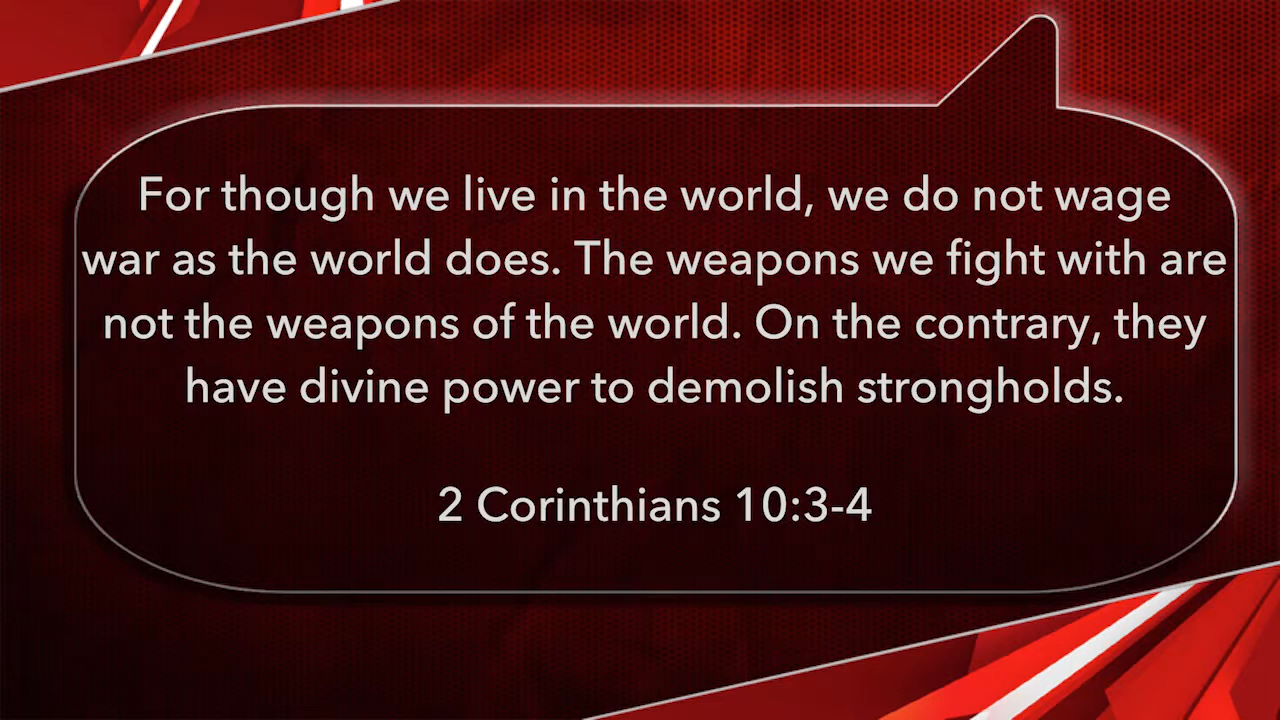 For though we live in the world, we do not wage
war as the world does. The weapons we fight with are
not the weapons of the world. On the contrary, they
have divine power to demolish strongholds.
2 Corinthians 10:3-4